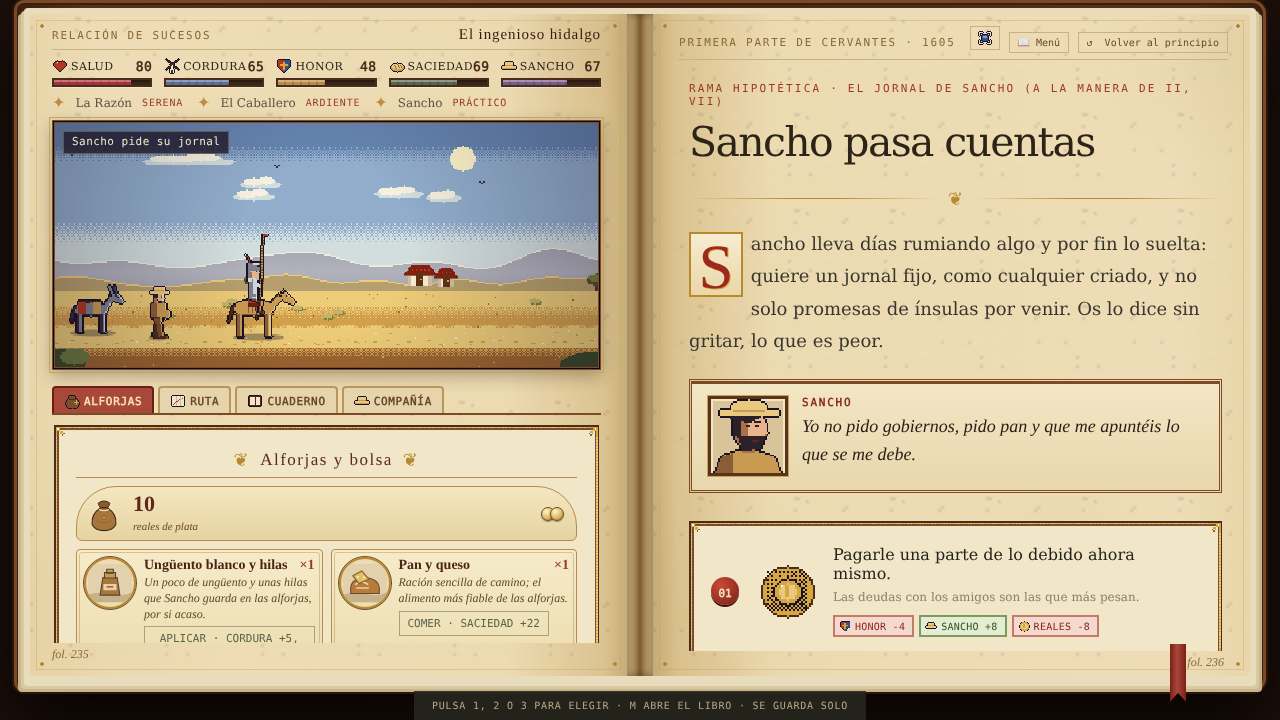 RELACIÓN DE SUCESOS
El ingenioso hidalgo
SALUD 80
CORDURA 65
HONOR 48
SACIEDAD 69
SANCHO 67
La Razón SERENA
El Caballero ARDIENTE
Sancho PRÁCTICO
Sancho pide su jornal
ALFORJAS
RUTA
CUADERNO
COMPAÑÍA
Alforjas y bolsa
10
reales de plata
Ungüento blanco y hilas ×1
Un poco de ungüento y unas hilas
que Sancho guarda en las alforjas,
por si acaso.
APLICAR · CORDURA +5,
Pan y queso ×1
Ración sencilla de camino; el
alimento más fiable de las alforjas.
COMER · SACIEDAD +22
fol. 235
PRIMERA PARTE DE CERVANTES · 1605
Menú
↺ Volver al principio
RAMA HIPOTÉTICA · EL JORNAL DE SANCHO (A LA MANERA DE II,
VII)
Sancho pasa cuentas
Sancho lleva días rumiando algo y por fin lo suelta:
quiere un jornal fijo, como cualquier criado, y no
solo promesas de ínsulas por venir. Os lo dice sin
gritar, lo que es peor.
SANCHO
Yo no pido gobiernos, pido pan y que me apuntéis lo
que se me debe.
01
Pagarle una parte de lo debido ahora
mismo.
Las deudas con los amigos son las que más pesan.
HONOR -4
SANCHO +8
REALES -8
fol. 236
PULSA 1, 2 O 3 PARA ELEGIR · M ABRE EL LIBRO · SE GUARDA SOLO